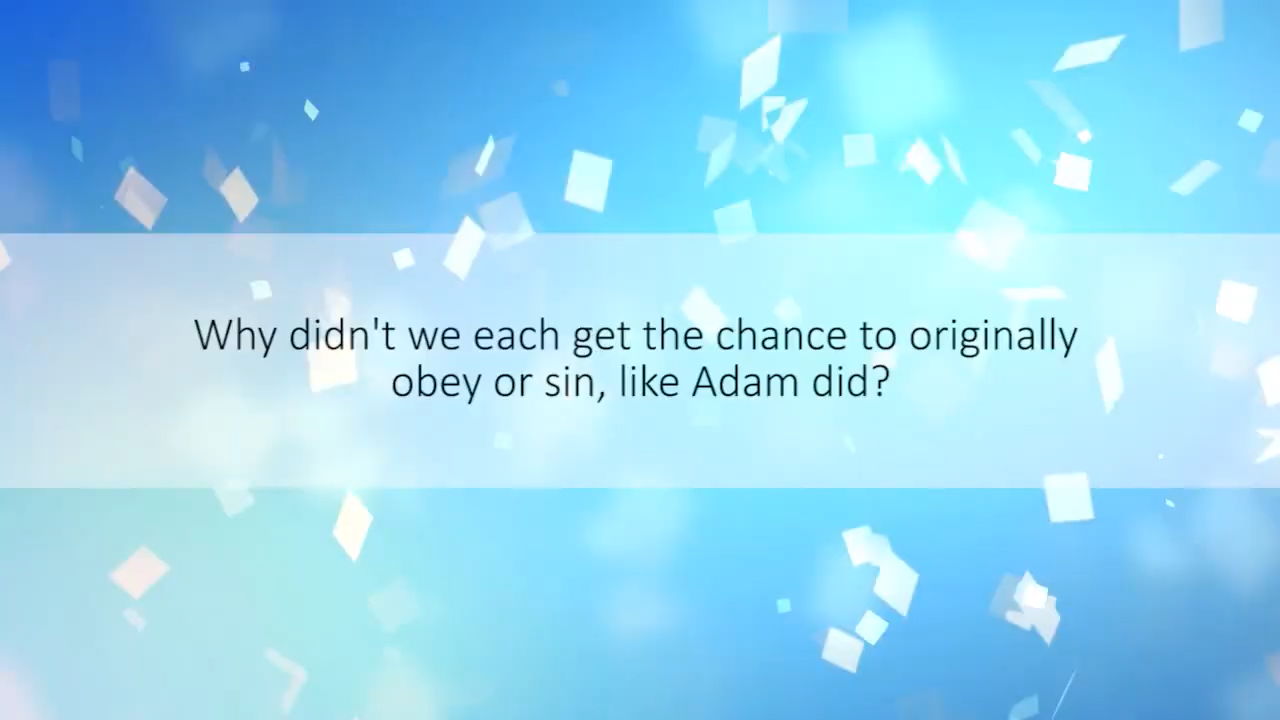 Why didn't we each get the chance to originally
obey or sin, like Adam did?